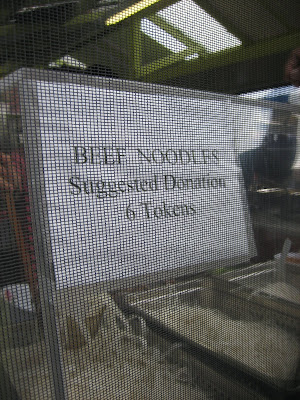 BEEF NOODLES
Suggested Donation
6 Tokens